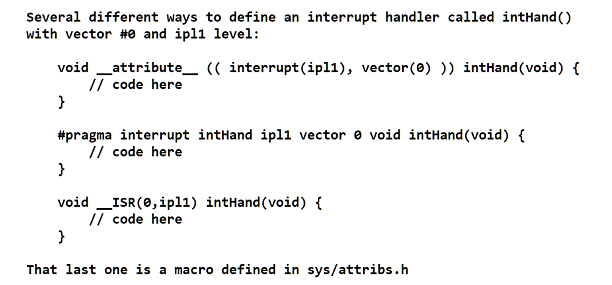 Several different ways to define an interrupt handler called intHand()
with vector #0 and ipl1 level:
void __attribute__ (( interrupt(ipl1), vector(0) )) intHand(void) {
// code here
}
#pragma interrupt intHand ipl1 vector 0 void intHand(void) {
// code here
}
void __ISR(0,ipl1) intHand(void) {
// code here
}
That last one is a macro defined in sys/attribs.h